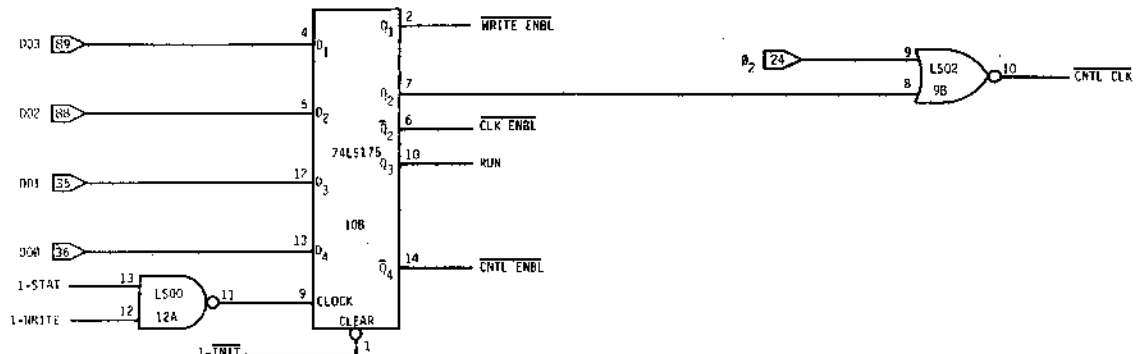 2
Q1
WRITE ENBL
DO3 89
4
D1
ø2 24
9
LS02
10
CNTL CLK
7
Q2
8
9B
DO2 88
5
D2
6
Q̅2
CLK ENBL
74LS175
10
Q3
RUN
DO1 35
12
D3
10B
DO0 36
13
D4
14
Q̅4
CNTL ENBL
1-STAT
13
LS00
11
9
CLOCK
1-WRITE
12
12A
CLEAR
1
1-INIT